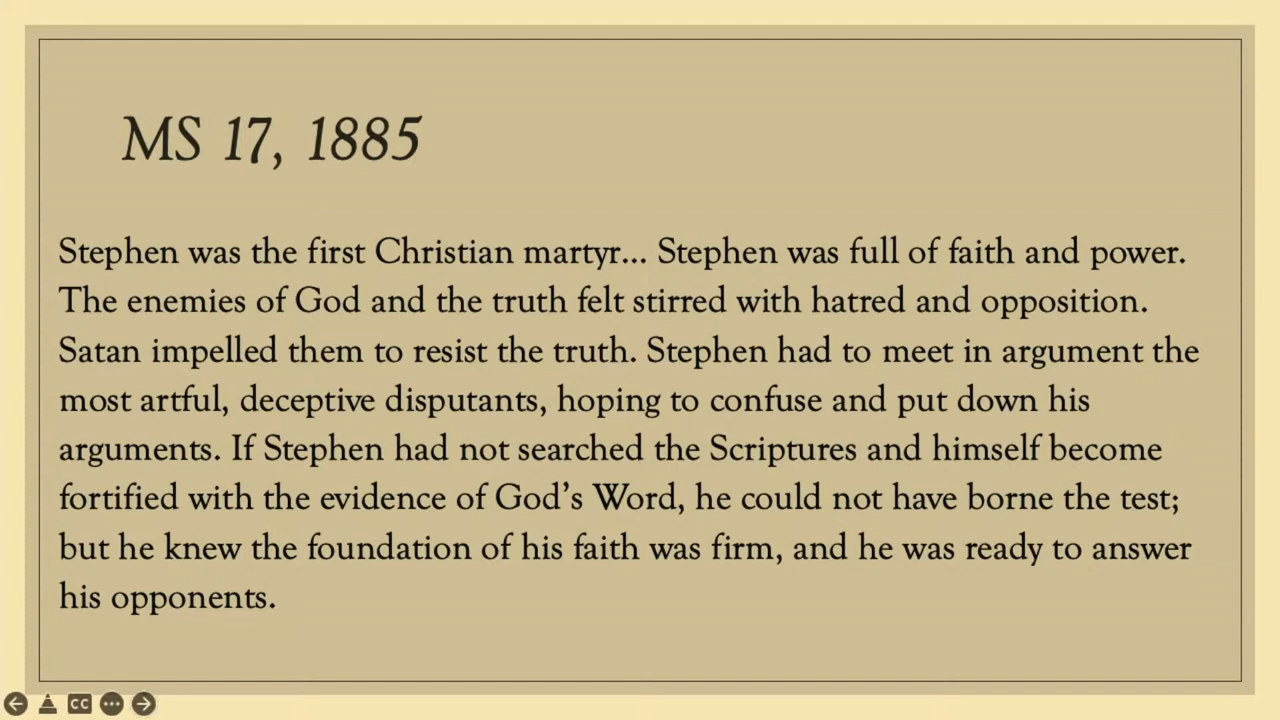 MS 17, 1885
Stephen was the first Christian martyr... Stephen was full of faith and power.
The enemies of God and the truth felt stirred with hatred and opposition.
Satan impelled them to resist the truth. Stephen had to meet in argument the
most artful, deceptive disputants, hoping to confuse and put down his
arguments. If Stephen had not searched the Scriptures and himself become
fortified with the evidence of God’s Word, he could not have borne the test;
but he knew the foundation of his faith was firm, and he was ready to answer
his opponents.
CC